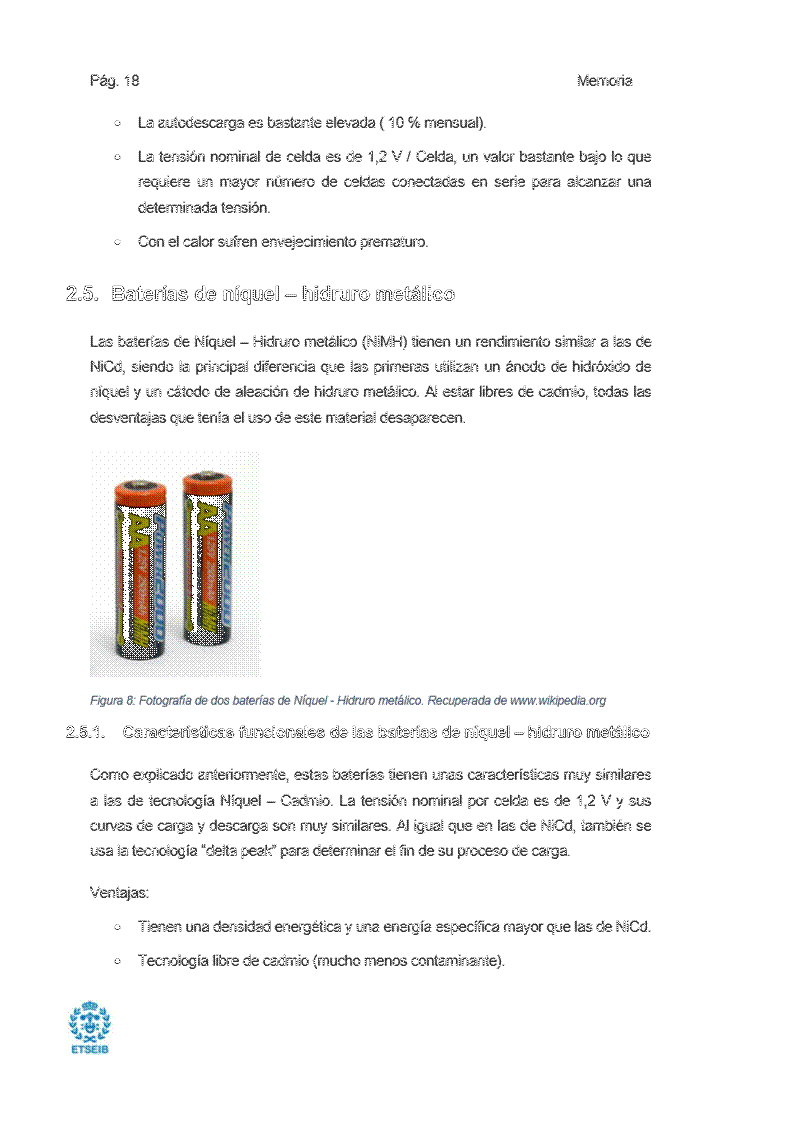 Pág. 18 Memoria
○ La autodescarga es bastante elevada ( 10 % mensual).
○ La tensión nominal de celda es de 1,2 V / Celda, un valor bastante bajo lo que
requiere un mayor número de celdas conectadas en serie para alcanzar una
determinada tensión.
○ Con el calor sufren envejecimiento prematuro.
2.5. Baterías de níquel – hidruro metálico
Las baterías de Níquel – Hidruro metálico (NiMH) tienen un rendimiento similar a las de
NiCd, siendo la principal diferencia que las primeras utilizan un ánodo de hidróxido de
níquel y un cátodo de aleación de hidruro metálico. Al estar libres de cadmio, todas las
desventajas que tenía el uso de este material desaparecen.
AA
AA
Figura 8: Fotografía de dos baterías de Níquel - Hidruro metálico. Recuperada de www.wikipedia.org
2.5.1. Características funcionales de las baterías de níquel – hidruro metálico
Como explicado anteriormente, estas baterías tienen unas características muy similares
a las de tecnología Níquel – Cadmio. La tensión nominal por celda es de 1,2 V y sus
curvas de carga y descarga son muy similares. Al igual que en las de NiCd, también se
usa la tecnología “delta peak” para determinar el fin de su proceso de carga.
Ventajas:
○ Tienen una densidad energética y una energía específica mayor que las de NiCd.
○ Tecnología libre de cadmio (mucho menos contaminante).
ETSEIB